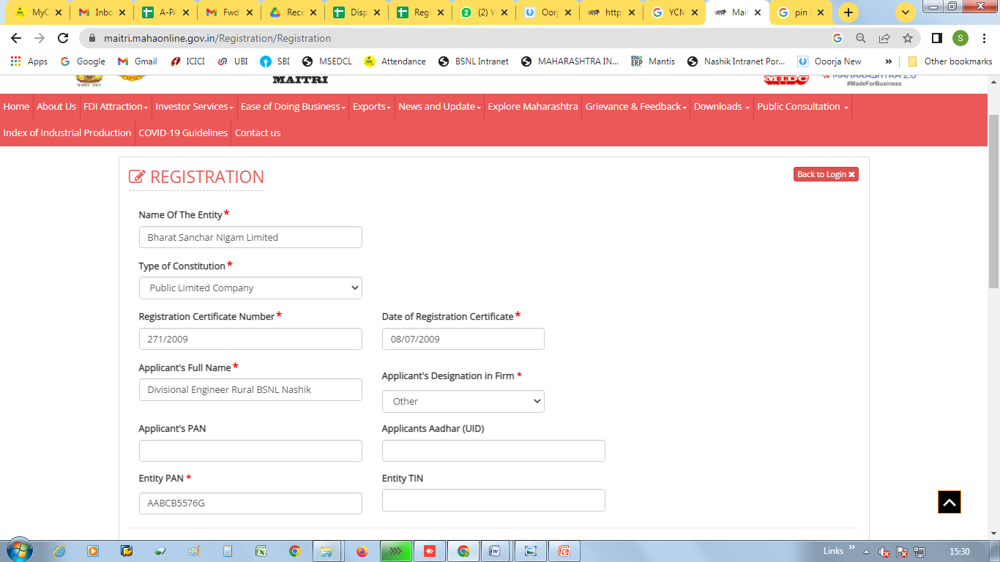 MyC
Inbc
A-PA
Fwd:
Rece
Disp
Regi
(2) W
Oorj
http
YCM
Mait
pin
maitri.mahaonline.gov.in/Registration/Registration
S
Apps
Google
Gmail
ICICI
UBI
SBI
MSEDCL
Attendance
BSNL Intranet
MAHARASHTRA IN...
Mantis
Nashik Intranet Por...
Ooorja New
»
Other bookmarks
MAITRI
MIDC
MAHARASHTRA 2.0
#MadeForBusiness
Home About Us FDI Attraction Investor Services Ease of Doing Business Exports News and Update Explore Maharashtra Grievance & Feedback Downloads Public Consultation
Index of Industrial Production COVID-19 Guidelines Contact us
REGISTRATION
Back to Login ✖
Name Of The Entity*
Bharat Sanchar Nigam Limited
Type of Constitution*
Public Limited Company
Registration Certificate Number* Date of Registration Certificate*
271/2009 08/07/2009
Applicant's Full Name* Applicant's Designation in Firm *
Divisional Engineer Rural BSNL Nashik Other
Applicant's PAN Applicants Aadhar (UID)
Entity PAN * Entity TIN
AABCB5576G
Links » 15:30